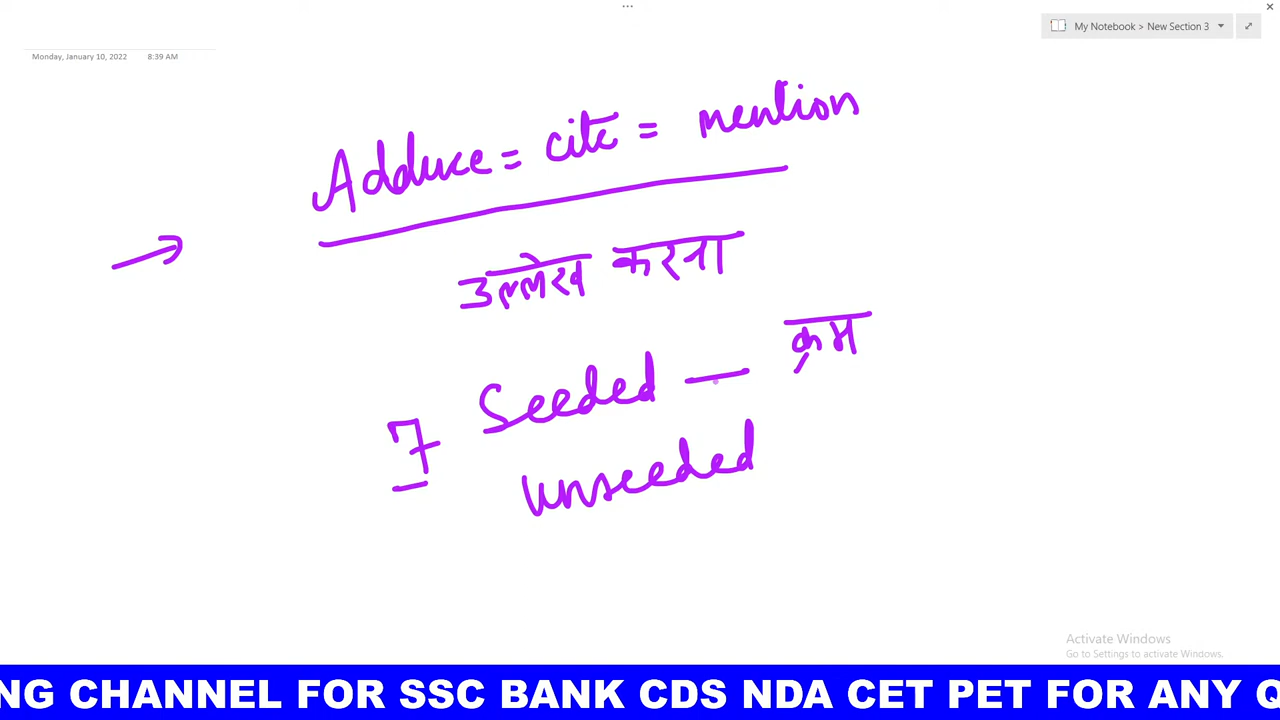 My Notebook > New Section 3
Monday, January 10, 2022 8:39 AM
Adduce = cite = mention
उल्लेख करना
7 Seeded — क्रम
unseeded
Activate Windows
Go to Settings to activate Windows.
NG CHANNEL FOR SSC BANK CDS NDA CET PET FOR ANY Q